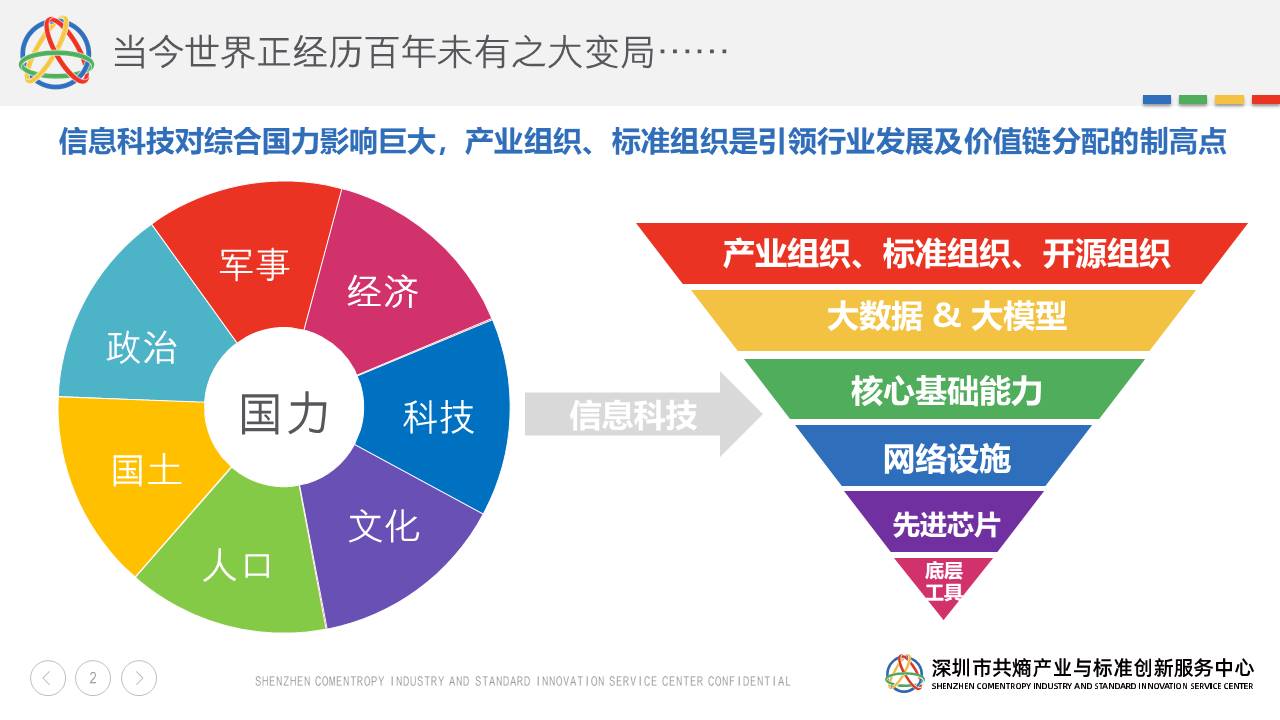 当今世界正经历百年未有之大变局……
信息科技对综合国力影响巨大，产业组织、标准组织是引领行业发展及价值链分配的制高点
军事
经济
政治
科技
国力
国土
文化
人口
信息科技
产业组织、标准组织、开源组织
大数据 & 大模型
核心基础能力
网络设施
先进芯片
底层
工具
2
SHENZHEN COMENTROPY INDUSTRY AND STANDARD INNOVATION SERVICE CENTER CONFIDENTIAL
深圳市共熵产业与标准创新服务中心
SHENZHEN COMENTROPY INDUSTRY AND STANDARD INNOVATION SERVICE CENTER